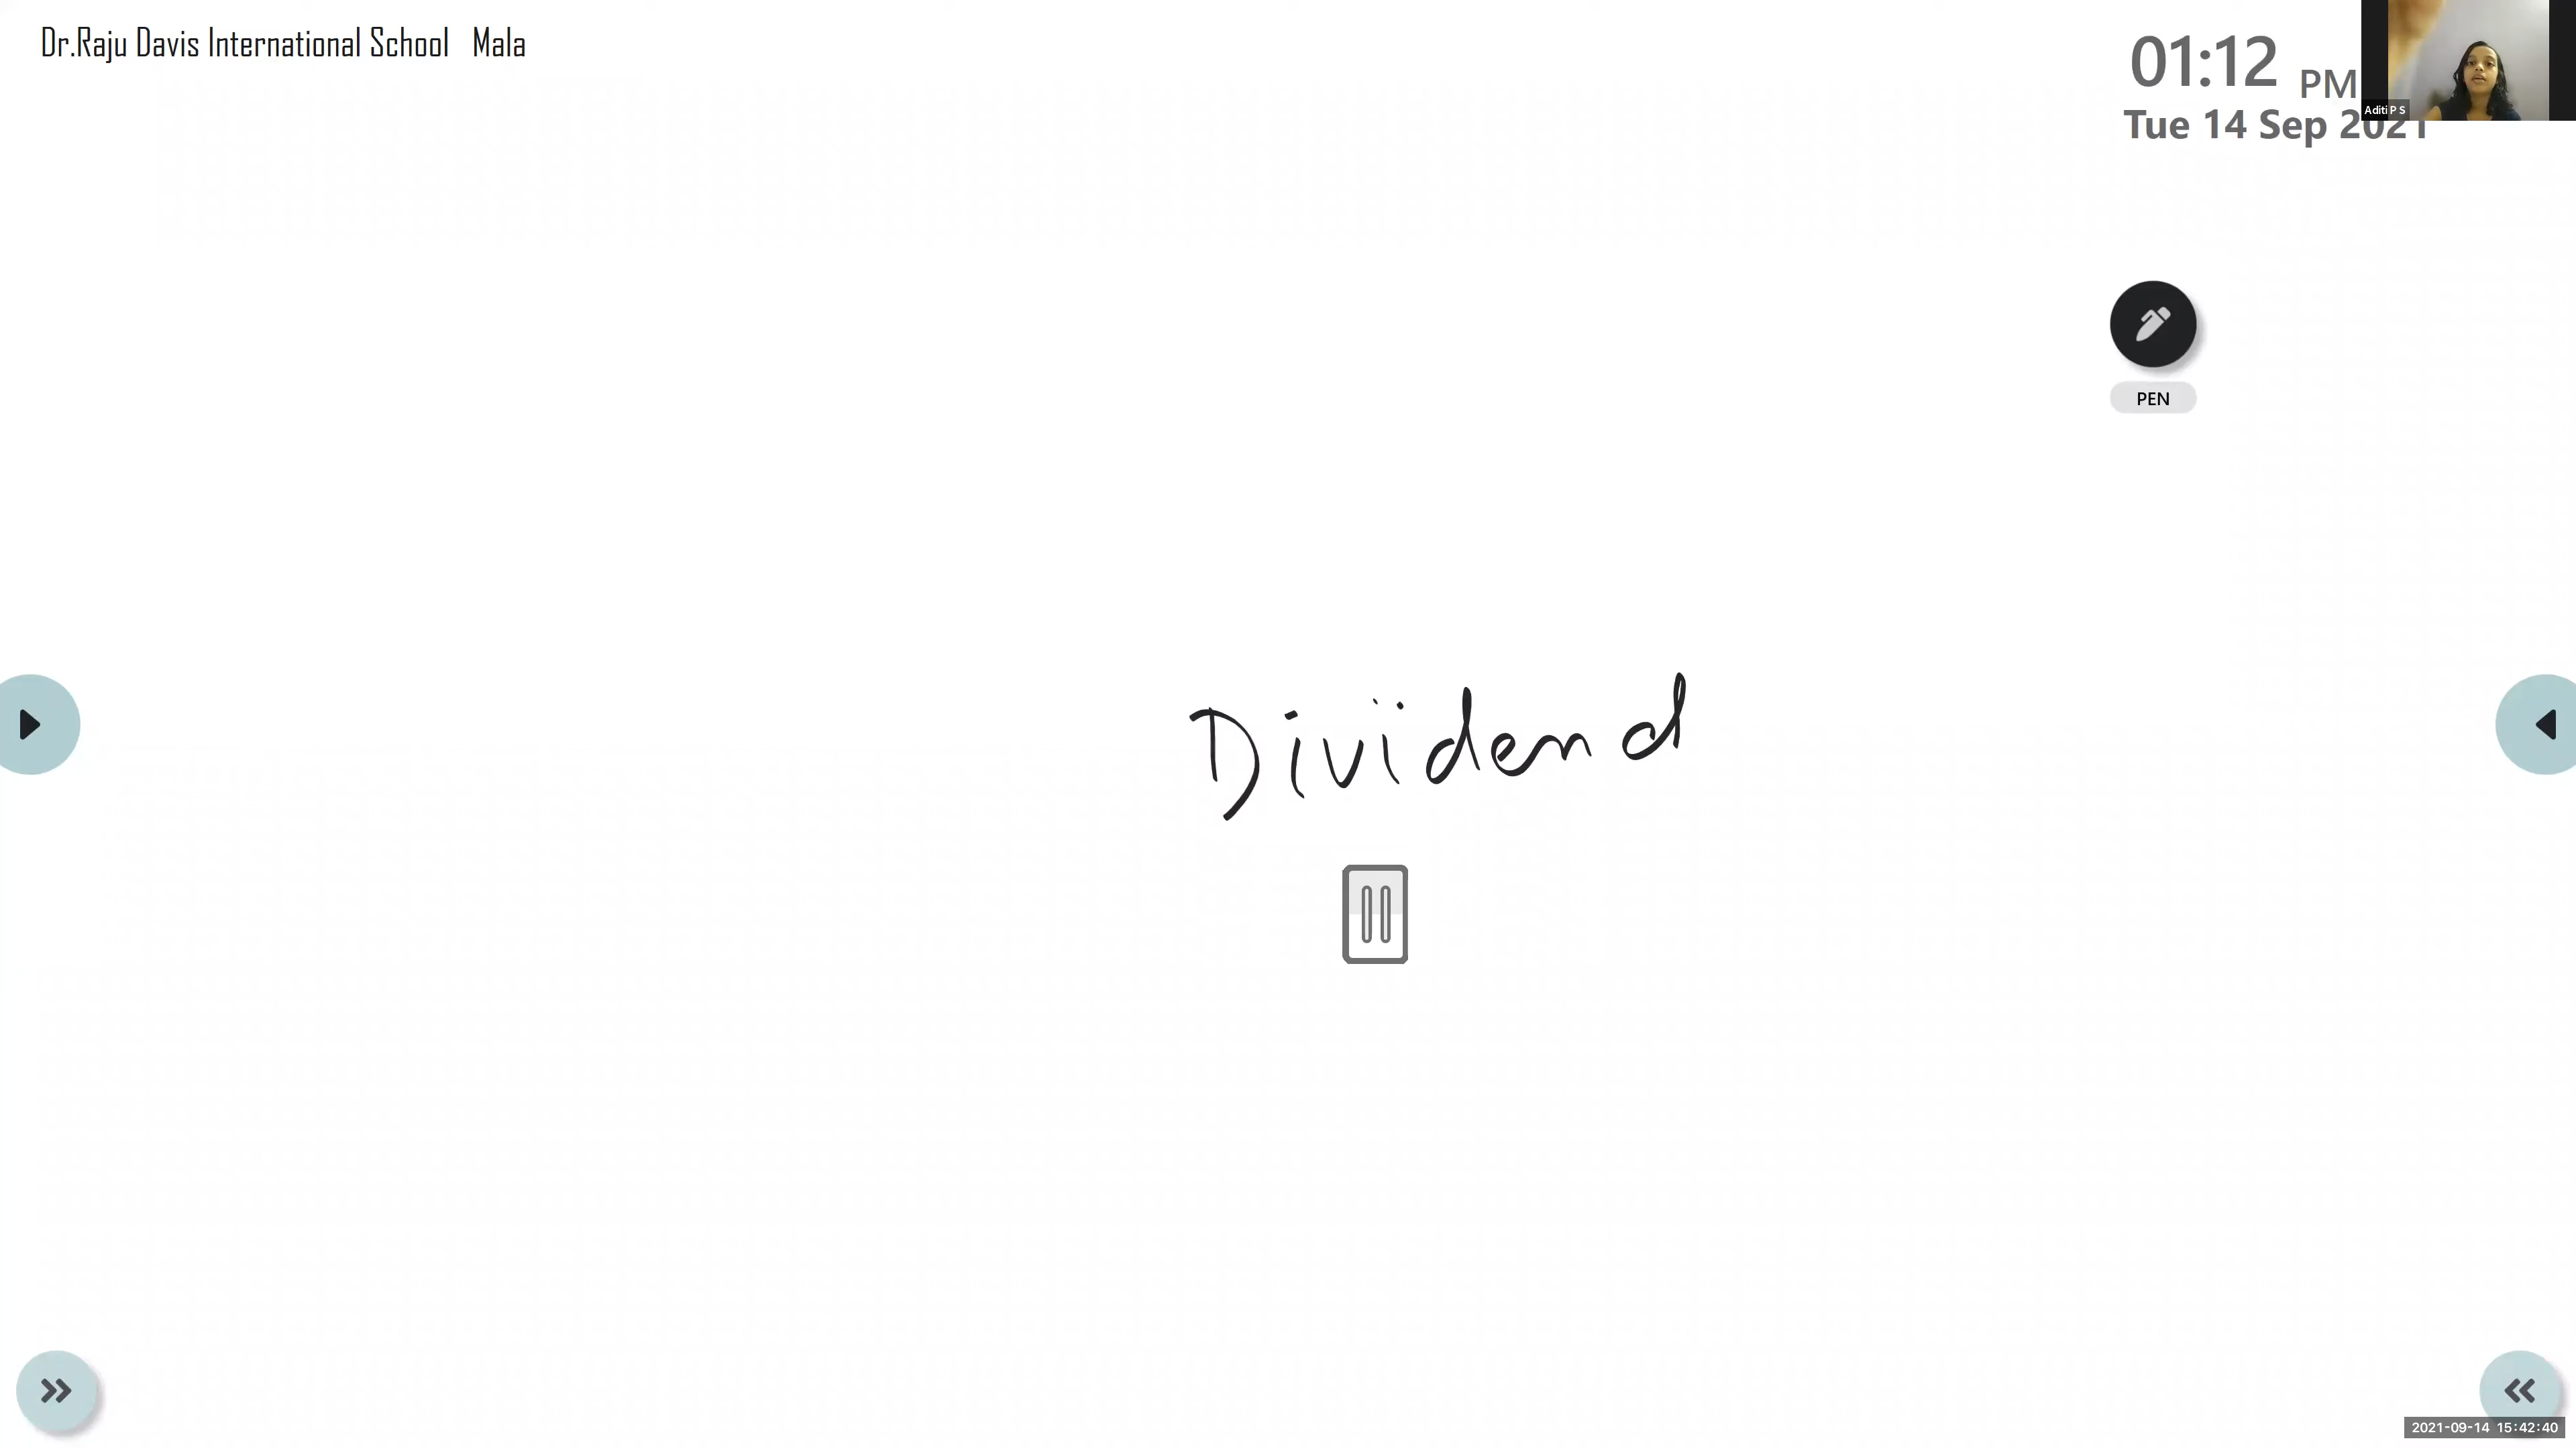 Dr.Raju Davis International School Mala
01:12 PM
Tue 14 Sep 2021
Aditi P S
PEN
Dividend
2021-09-14 15:42:40